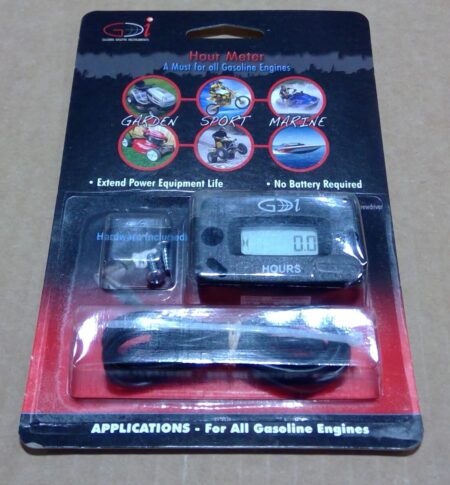 GDi
Hour Meter
A Must for all Gasoline Engines
GARDEN SPORT MARINE
• Extend Power Equipment Life
• No Battery Required
Hardware Included
GDi
screwdriver
H 0.0
HOURS
APPLICATIONS - For All Gasoline Engines